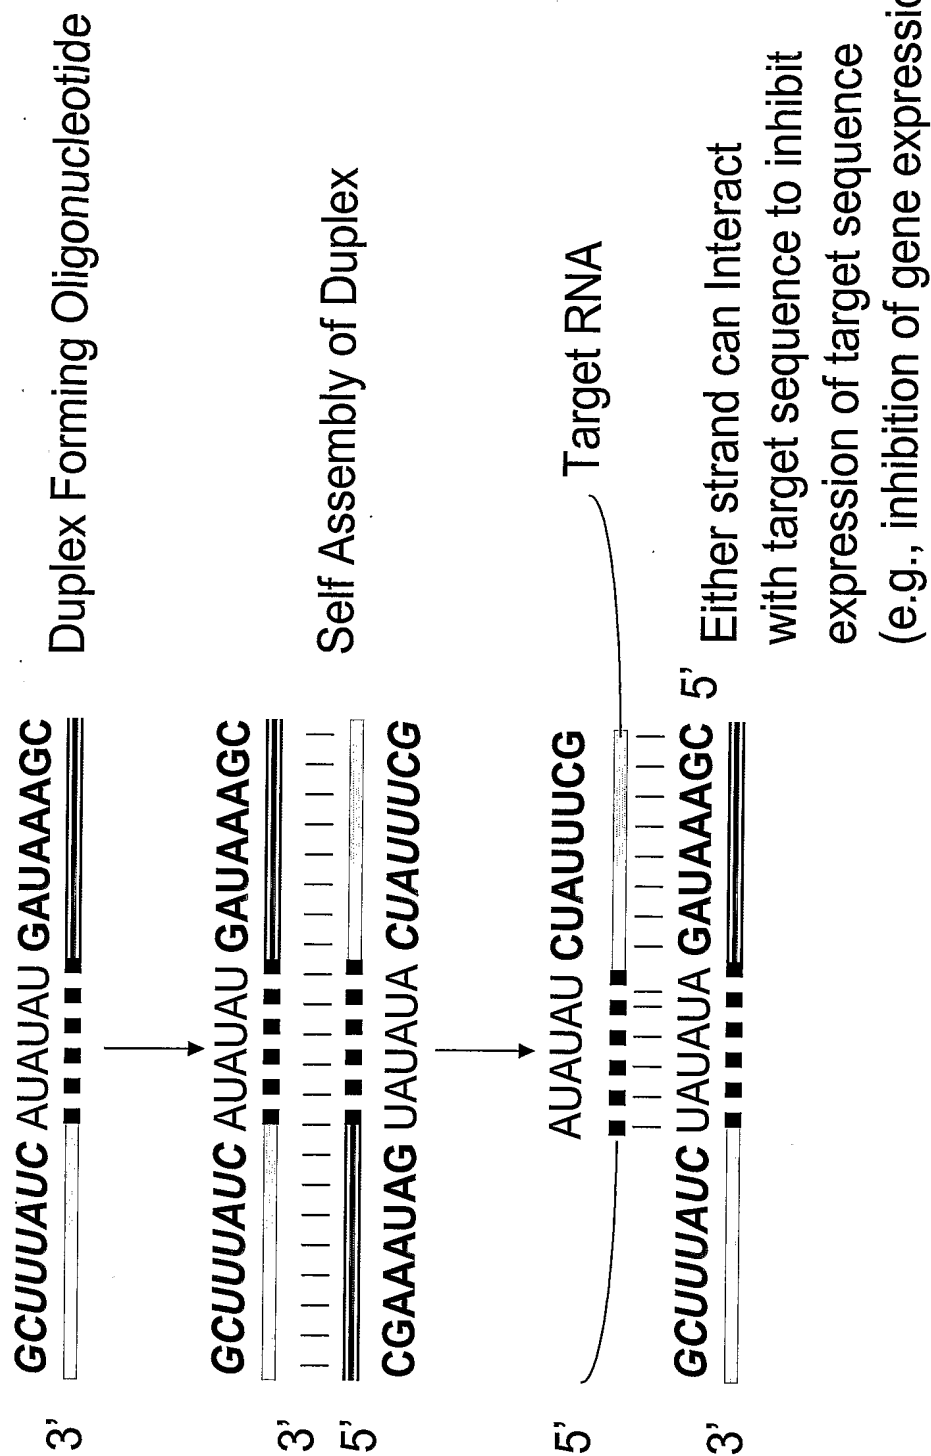 GCUUUAUC AUAUAU GAUAAAGC
3' Duplex Forming Oligonucleotide
GCUUUAUC AUAUAU GAUAAAGC
3'
Self Assembly of Duplex
5'
CGAAAUAG UAUAUA CUAUUUCG
AUAUAU CUAUUUCG
5' Target RNA
GCUUUAUC UAUAUA GAUAAAGC 5'
3'
Either strand can Interact
with target sequence to inhibit
expression of target sequence
(e.g., inhibition of gene expressio